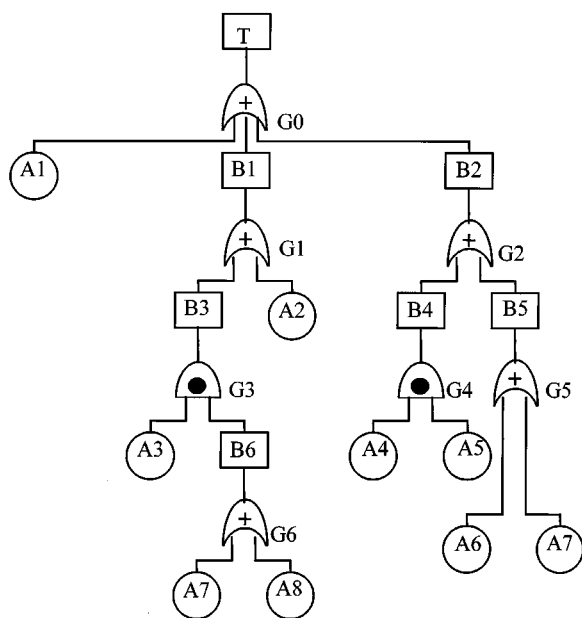 T
+
G0
A1
B1
B2
+
G1
+
G2
B3
A2
B4
B5
G3
G4
+
G5
A3
B6
A4
A5
+
G6
A6
A7
A7
A8